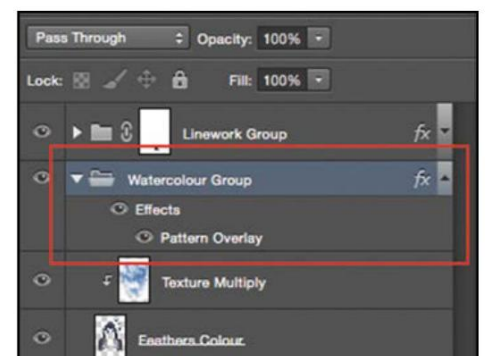 Pass Through Opacity: 100%
Lock: Fill: 100%
Linework Group fx
Watercolour Group fx
Effects
Pattern Overlay
Texture Multiply
Feathers Colour